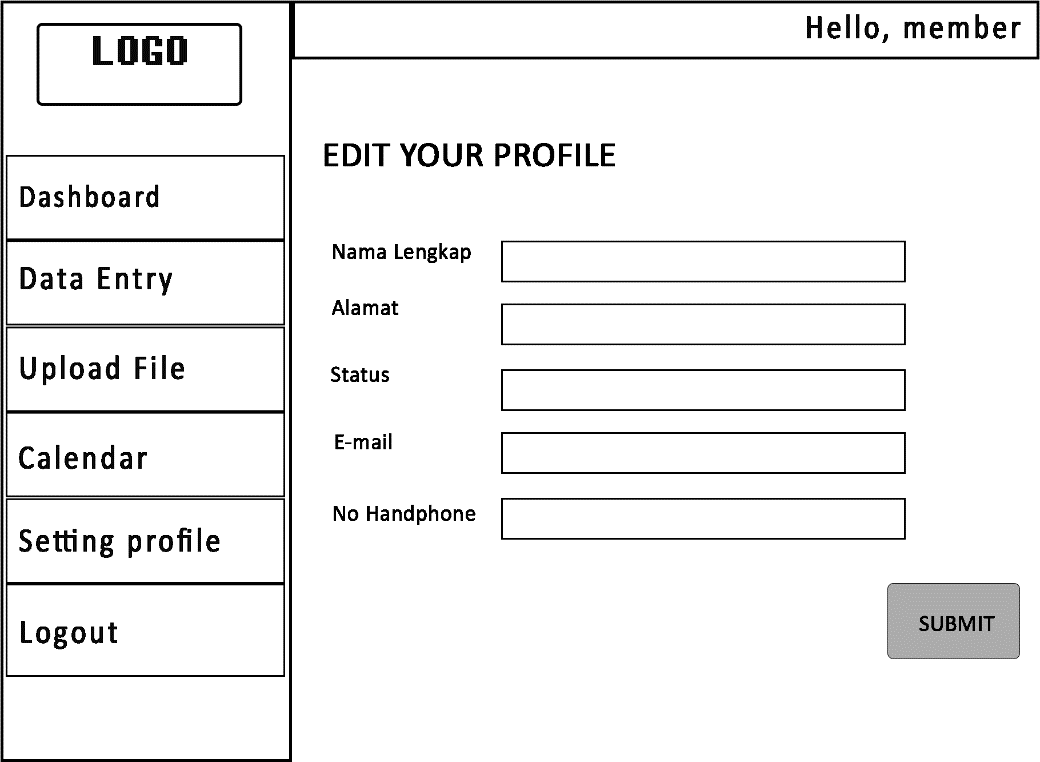 LOGO
Hello, member
Dashboard
Data Entry
Upload File
Calendar
Setting profile
Logout
EDIT YOUR PROFILE
Nama Lengkap
Alamat
Status
E-mail
No Handphone
SUBMIT